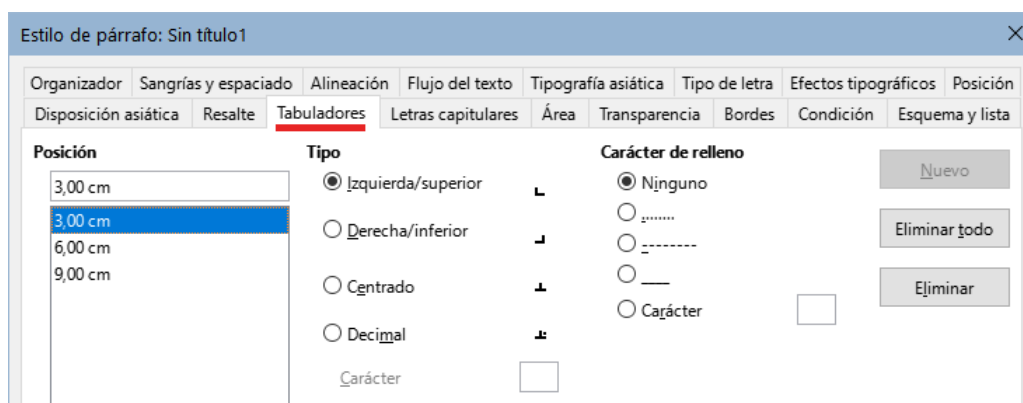 Estilo de párrafo: Sin título1
Organizador Sangrías y espaciado Alineación Flujo del texto Tipografía asiática Tipo de letra Efectos tipográficos Posición
Disposición asiática Resalte Tabuladores Letras capitulares Área Transparencia Bordes Condición Esquema y lista
Posición Tipo Carácter de relleno
3,00 cm Izquierda/superior Ninguno Nuevo
3,00 cm Derecha/inferior ........ Eliminar todo
6,00 cm --------
9,00 cm Centrado ___ Eliminar
Decimal Carácter
Carácter